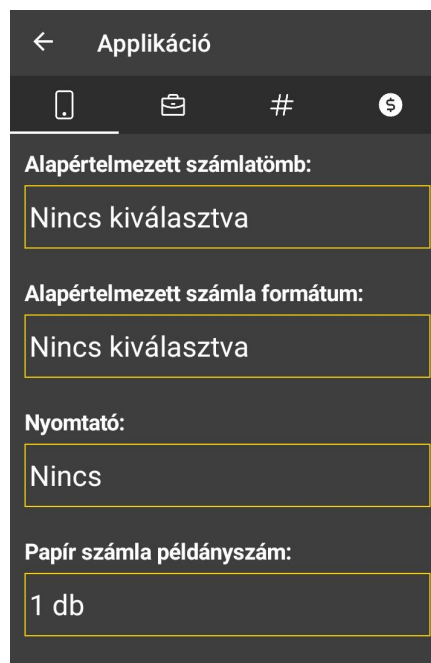 Applikáció
#
$
Alapértelmezett számlatömb:
Nincs kiválasztva
Alapértelmezett számla formátum:
Nincs kiválasztva
Nyomtató:
Nincs
Papír számla példányszám:
1 db